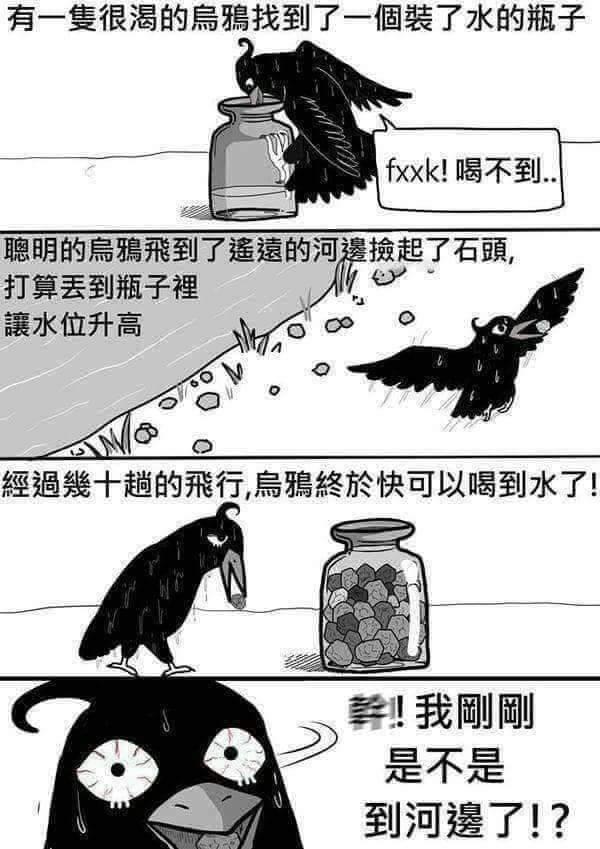 有一隻很渴的烏鴉找到了一個裝了水的瓶子
fxxk! 喝不到..
聰明的烏鴉飛到了遙遠的河邊撿起了石頭,
打算丟到瓶子裡
讓水位升高
經過幾十趟的飛行,烏鴉終於快可以喝到水了!
幹! 我剛剛
是不是
到河邊了!?